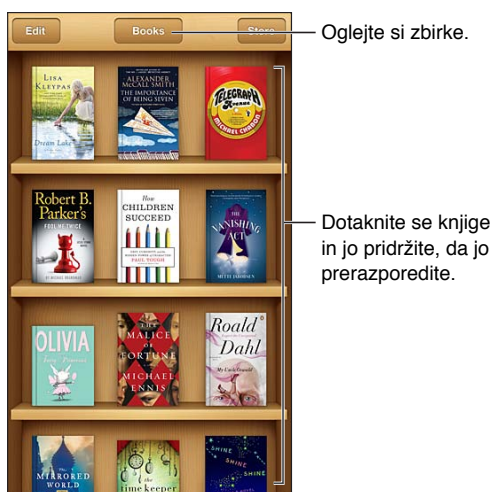 Edit
Books
Store
Oglejte si zbirke.
LISA
KLEYPAS
Dream Lake
ALEXANDER
McCALL SMITH
THE IMPORTANCE
OF BEING SEVEN
TELEGRAPH
Avenue
MICHAEL CHABON
Robert B.
Parker's
FOOL ME TWICE
How
CHILDREN
SUCCEED
PAUL TOUGH
THE
VANISHING
ACT
METTE JAKOBSEN
Dotaknite se knjige
in jo pridržite, da jo
prerazporedite.
OLIVIA
THE
MALICE
OF
FORTUNE
MICHAEL
ENNIS
Roald
Dahl
My Uncle Oswald
THE
MIRRORED
WORLD
the
time keeper
SHINE
SHINE
SHINE